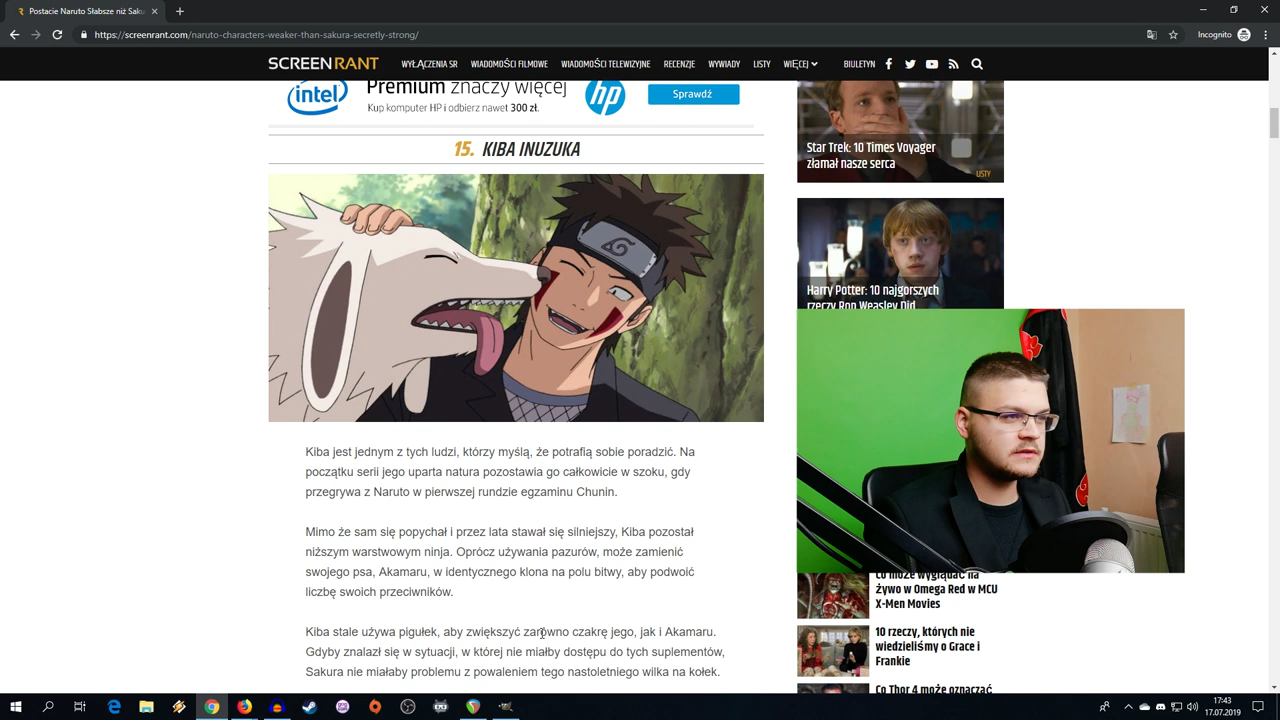 Postacie Naruto Słabsze niż Saku
https://screenrant.com/naruto-characters-weaker-than-sakura-secretly-strong/
Incognito
SCREENRANT
WYŁĄCZENIA SR
WIADOMOŚCI FILMOWE
WIADOMOŚCI TELEWIZYJNE
RECENZJE
WYWIADY
LISTY
WIĘCEJ
BIULETYN
intel
Premium znaczy więcej
Kup komputer HP i odbierz nawet 300 zł.
hp
Sprawdź
15. KIBA INUZUKA
Kiba jest jednym z tych ludzi, którzy myślą, że potrafią sobie poradzić. Na
początku serii jego uparta natura pozostawia go całkowicie w szoku, gdy
przegrywa z Naruto w pierwszej rundzie egzaminu Chunin.
Mimo że sam się popychał i przez lata stawał się silniejszy, Kiba pozostał
niższym warstwowym ninja. Oprócz używania pazurów, może zamienić
swojego psa, Akamaru, w identycznego klona na polu bitwy, aby podwoić
liczbę swoich przeciwników.
Kiba stale używa pigułek, aby zwiększyć zarówno czakrę jego, jak i Akamaru.
Gdyby znalazł się w sytuacji, w której nie miałby dostępu do tych suplementów,
Sakura nie miałaby problemu z powaleniem tego nastoletniego wilka na kołek.
Star Trek: 10 Times Voyager
złamał nasze serca
LISTY
Harry Potter: 10 najgorszych
rzeczy Ron Weasley Did
Co może wyglądać na
żywo w Omega Red w MCU
X-Men Movies
10 rzeczy, których nie
wiedzieliśmy o Grace i
Frankie
Co Thor 4 może oznaczać
17:43
17.07.2019